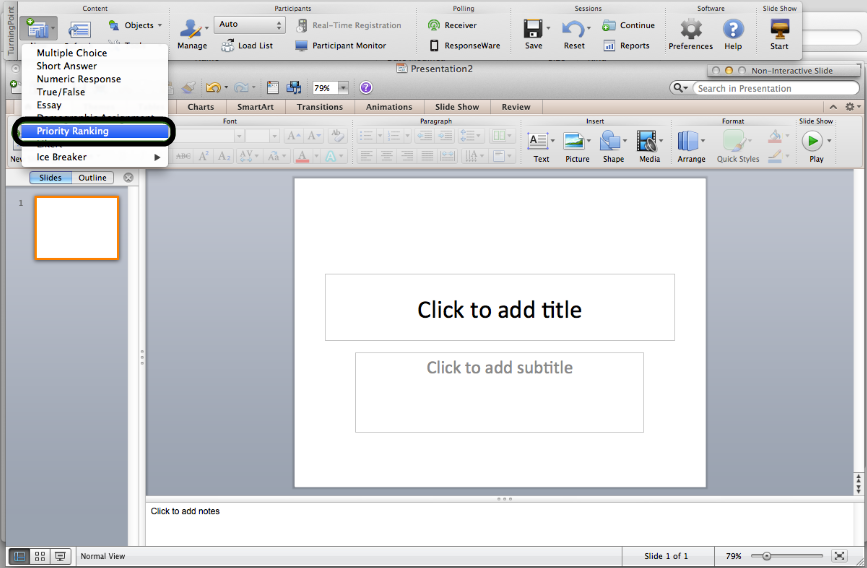 TurningPoint
Content
Participants
Polling
Sessions
Software
Slide Show
Objects
Auto
Real-Time Registration
Receiver
Continue
Manage
Load List
Participant Monitor
ResponseWare
Save
Reset
Reports
Preferences
Help
Start
Multiple Choice
Short Answer
Numeric Response
True/False
Essay
Demographic Assignment
Priority Ranking
Ice Breaker
Presentation2
Non-Interactive Slide
79%
Search in Presentation
Charts
SmartArt
Transitions
Animations
Slide Show
Review
Font
Paragraph
Insert
Format
Slide Show
ABC
Text
Picture
Shape
Media
Arrange
Quick Styles
Play
Slides
Outline
1
Click to add title
Click to add subtitle
Click to add notes
Normal View
Slide 1 of 1
79%